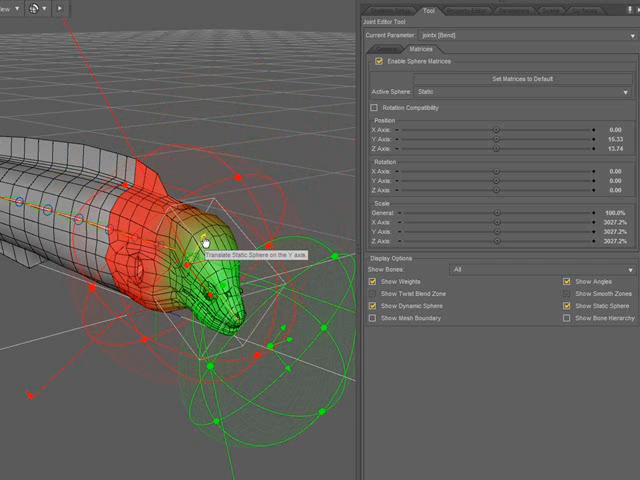 Tool
Joint Editor Tool
Current Parameter: jointx [Bend]
Matrices
Enable Sphere Matrices
Set Matrices to Default
Active Sphere: Static
Rotation Compatibility
Position
X Axis: 0.00
Y Axis: 15.33
Z Axis: 13.74
Rotation
X Axis: 0.00
Y Axis: 0.00
Z Axis: 0.00
Scale
General: 100.0%
X Axis: 3027.2%
Y Axis: 3027.2%
Z Axis: 3027.2%
Translate Static Sphere on the Y axis.
Display Options
Show Bones: All
Show Weights Show Angles
Show Twist Blend Zone Show Smooth Zones
Show Dynamic Sphere Show Static Sphere
Show Mesh Boundary Show Bone Hierarchy